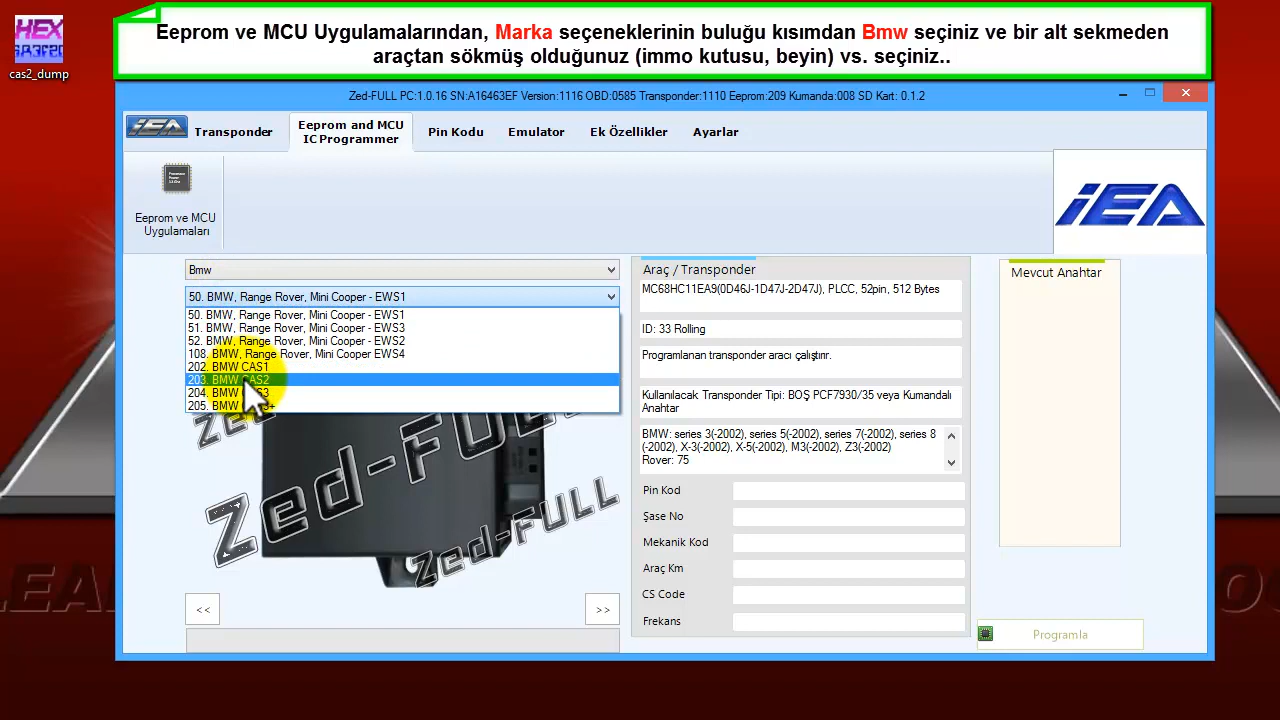 HEX
cas2_dump
Eeprom ve MCU Uygulamalarından, Marka seçeneklerinin buluğu kısımdan Bmw seçiniz ve bir alt sekmeden
araçtan sökmüş olduğunuz (immo kutusu, beyin) vs. seçiniz..
Zed-FULL PC:1.0.16 SN:A16463EF Version:1116 OBD:0585 Transponder:1110 Eeprom:209 Kumanda:008 SD Kart: 0.1.2
iEA
Transponder
Eeprom and MCU
IC Programmer
Pin Kodu
Emulator
Ek Özellikler
Ayarlar
Eeprom ve MCU
Uygulamaları
iEA
Bmw
50. BMW, Range Rover, Mini Cooper - EWS1
50. BMW, Range Rover, Mini Cooper - EWS1
51. BMW, Range Rover, Mini Cooper - EWS3
52. BMW, Range Rover, Mini Cooper - EWS2
108. BMW, Range Rover, Mini Cooper EWS4
202. BMW CAS1
203. BMW CAS2
204. BMW
205. BMW
Zed-FULL
Zed-FULL
<<
>>
Araç / Transponder
MC68HC11EA9(0D46J-1D47J-2D47J), PLCC, 52pin, 512 Bytes
ID: 33 Rolling
Programlanan transponder aracı çalıştırır.
Kullanılacak Transponder Tipi: BOŞ PCF7930/35 veya Kumandalı
Anahtar
BMW: series 3(-2002), series 5(-2002), series 7(-2002), series 8
(-2002), X-3(-2002), X-5(-2002), M3(-2002), Z3(-2002)
Rover: 75
Pin Kod
Şase No
Mekanik Kod
Araç Km
CS Code
Frekans
Mevcut Anahtar
Programla